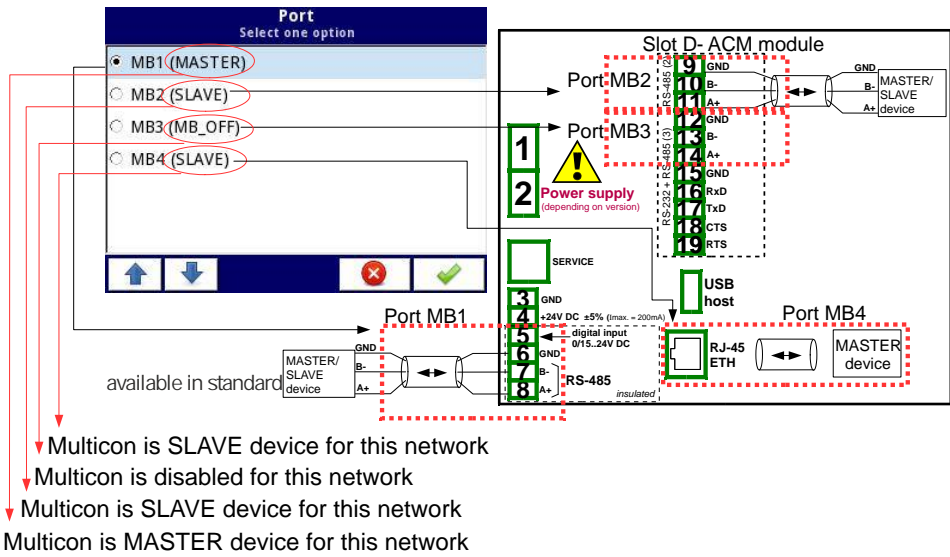 Port
Select one option
MB1 (MASTER)
MB2 (SLAVE)
MB3 (MB_OFF)
MB4 (SLAVE)
Slot D- ACM module
Port MB2
RS-485 (2)
9 GND
10 B-
11 A+
GND
B-
A+
MASTER/
SLAVE
device
Port MB3
RS-232 + RS-485 (3)
12 GND
13 B-
14 A+
15 GND
16 RxD
17 TxD
18 CTS
19 RTS
1
2
Power supply
(depending on version)
SERVICE
USB
host
3 GND
4 +24V DC ±5% (Imax. = 200mA)
5 digital input
0/15..24V DC
6 GND
7 B-
8 A+
RS-485
insulated
Port MB1
available in standard
MASTER/
SLAVE
device
GND
B-
A+
Port MB4
RJ-45
ETH
MASTER
device
Multicon is SLAVE device for this network
Multicon is disabled for this network
Multicon is SLAVE device for this network
Multicon is MASTER device for this network